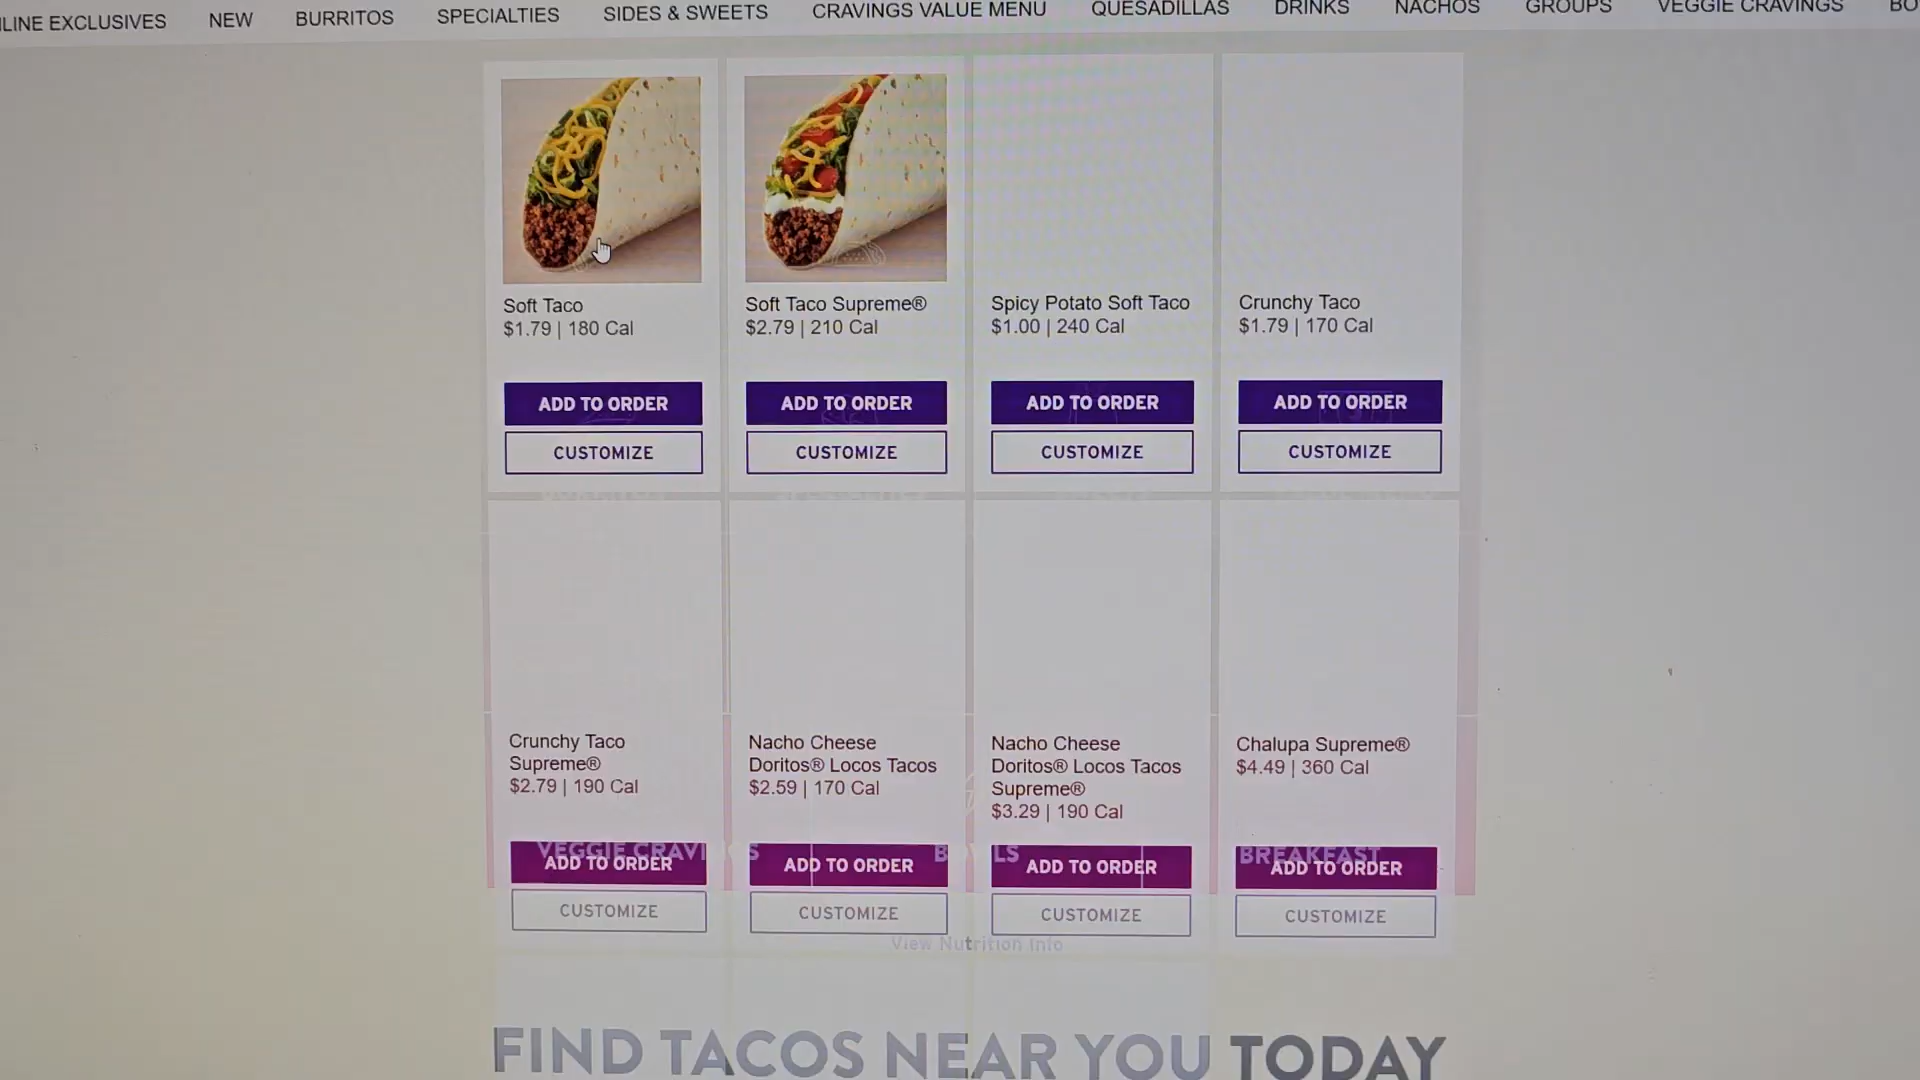 LINE EXCLUSIVES NEW BURRITOS SPECIALTIES SIDES & SWEETS CRAVINGS VALUE MENU QUESADILLAS DRINKS NACHOS GROUPS VEGGIE CRAVINGS BO
Soft Taco
$1.79 | 180 Cal
ADD TO ORDER
CUSTOMIZE
Soft Taco Supreme®
$2.79 | 210 Cal
ADD TO ORDER
CUSTOMIZE
Spicy Potato Soft Taco
$1.00 | 240 Cal
ADD TO ORDER
CUSTOMIZE
Crunchy Taco
$1.79 | 170 Cal
ADD TO ORDER
CUSTOMIZE
Crunchy Taco
Supreme®
$2.79 | 190 Cal
VEGGIE CRAVINGS
ADD TO ORDER
CUSTOMIZE
Nacho Cheese
Doritos® Locos Tacos
$2.59 | 170 Cal
ADD TO ORDER
CUSTOMIZE
Nacho Cheese
Doritos® Locos Tacos
Supreme®
$3.29 | 190 Cal
ADD TO ORDER
CUSTOMIZE
Chalupa Supreme®
$4.49 | 360 Cal
BREAKFAST
ADD TO ORDER
CUSTOMIZE
View Nutrition Info
FIND TACOS NEAR YOU TODAY